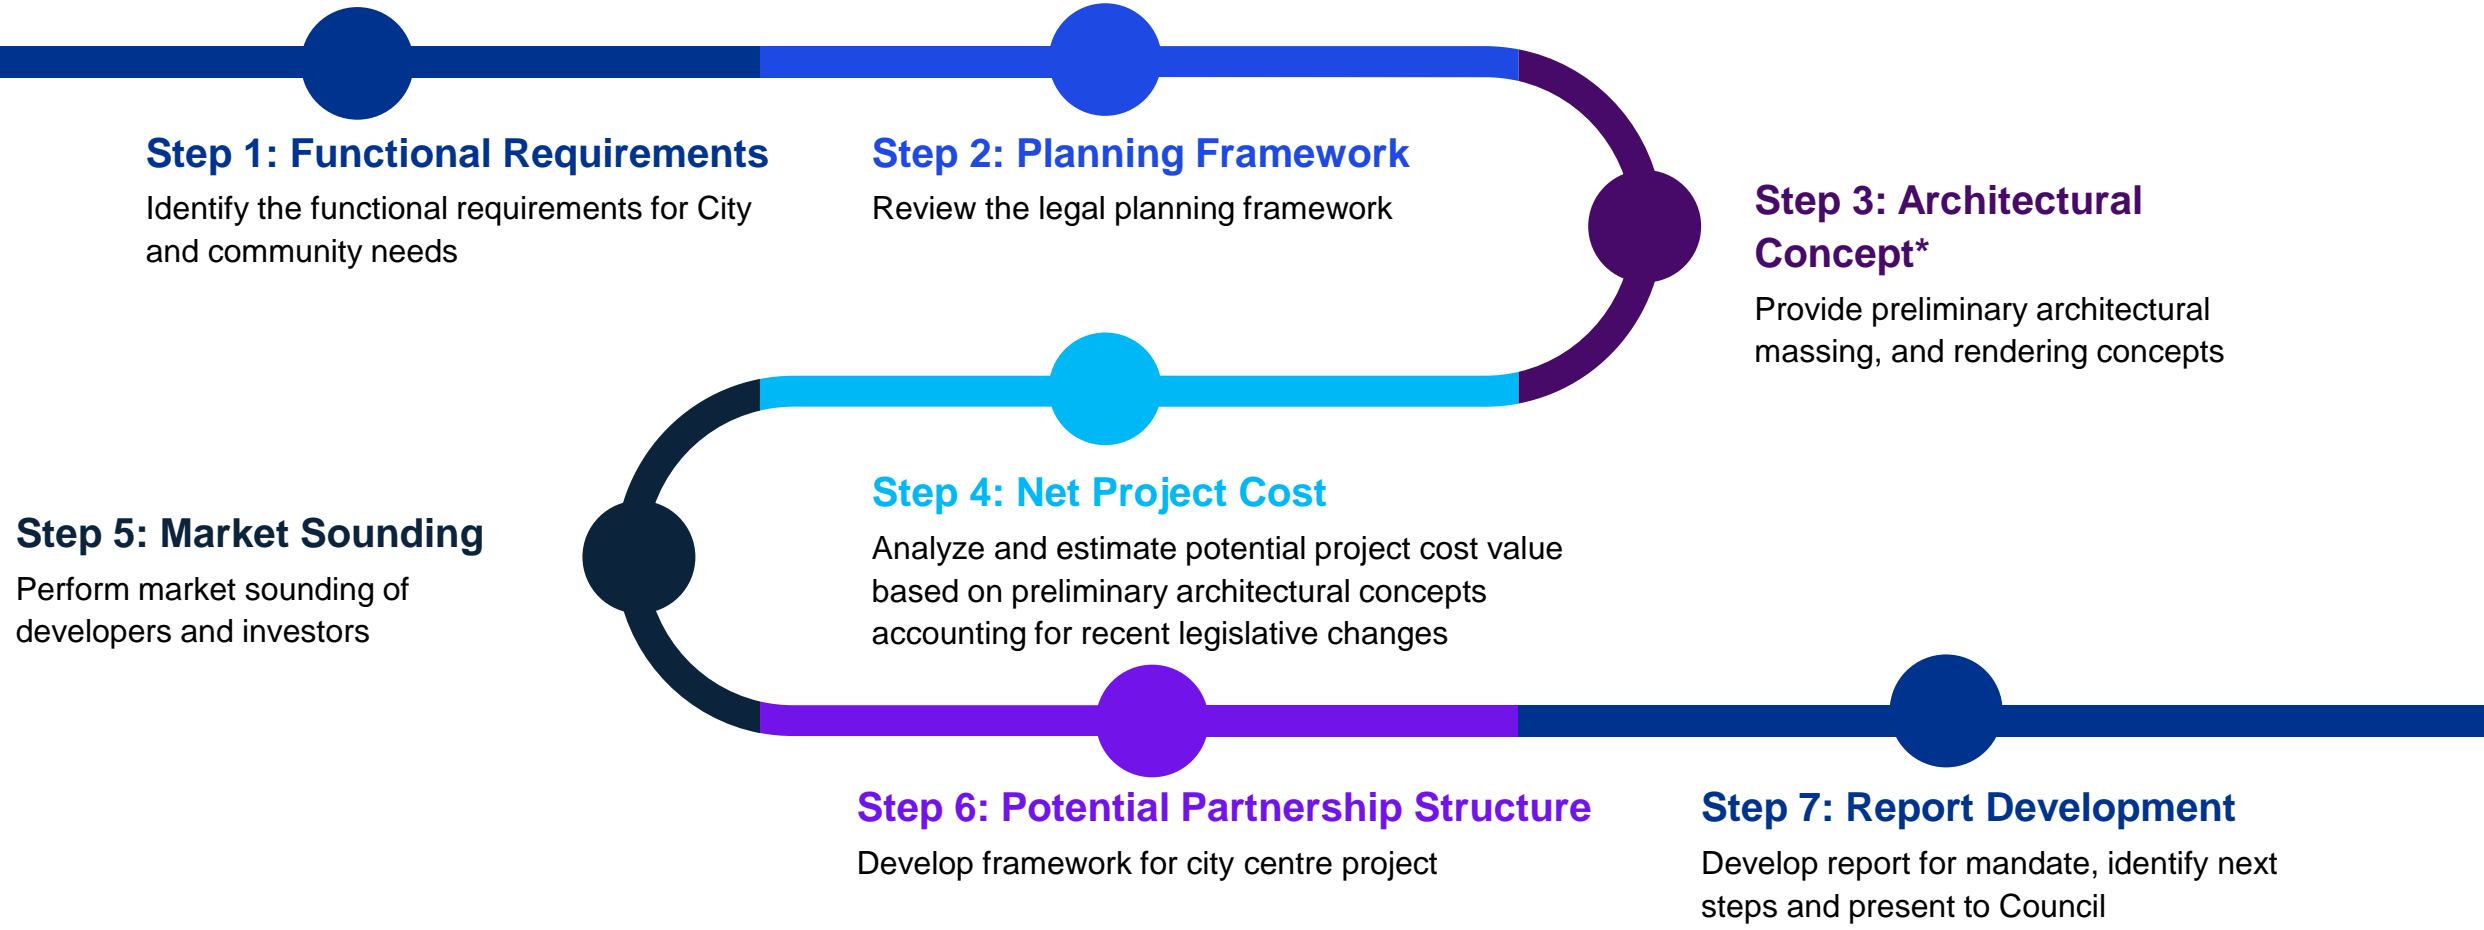 Step 1: Functional Requirements
Identify the functional requirements for City
and community needs
Step 2: Planning Framework
Review the legal planning framework
Step 3: Architectural
Concept*
Provide preliminary architectural
massing, and rendering concepts
Step 4: Net Project Cost
Analyze and estimate potential project cost value
based on preliminary architectural concepts
accounting for recent legislative changes
Step 5: Market Sounding
Perform market sounding of
developers and investors
Step 6: Potential Partnership Structure
Develop framework for city centre project
Step 7: Report Development
Develop report for mandate, identify next
steps and present to Council